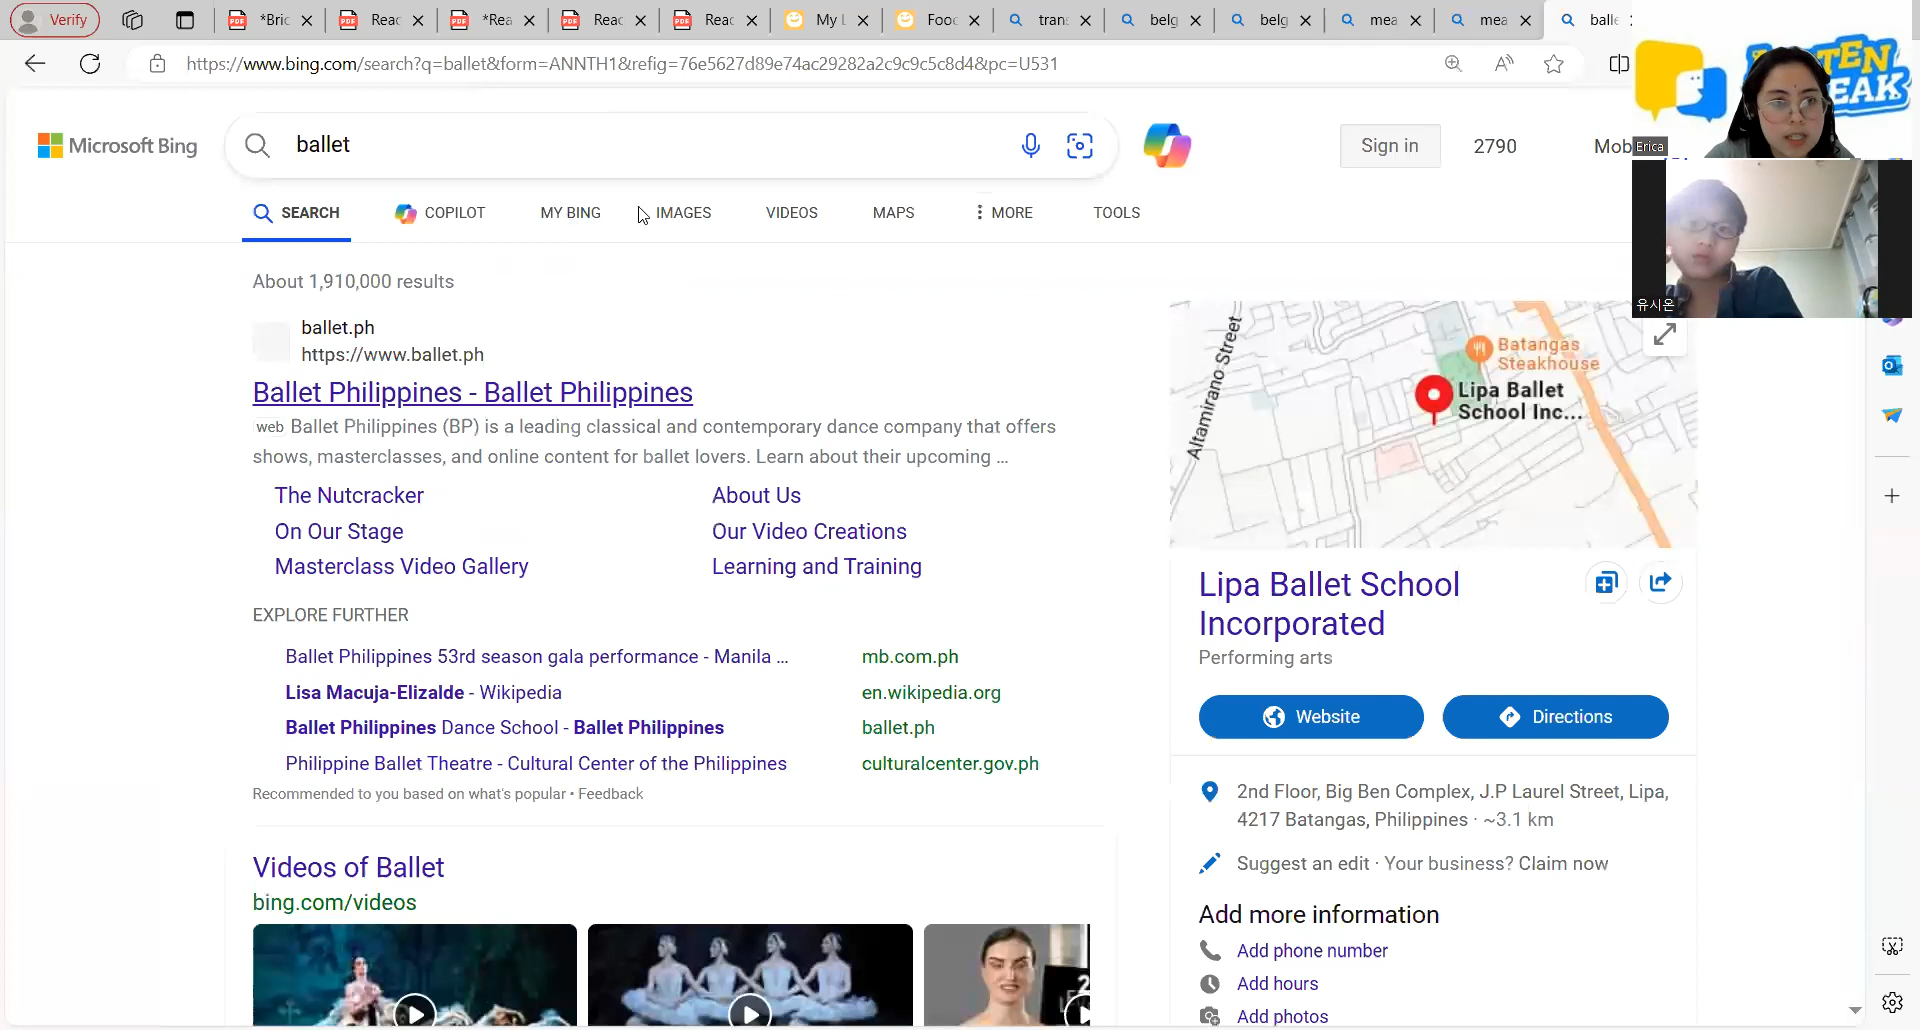 Verify
*Bric
Reac
*Rea
Reac
Reac
My L
Fooc
tran
belg
belg
mea
mea
balle
https://www.bing.com/search?q=ballet&form=ANNTH1&refig=76e5627d89e74ac29282a2c9c9c5c8d4&pc=U531
Microsoft Bing
ballet
Sign in
2790
Mob
TEN
EAK
Erica
유시온
SEARCH
COPILOT
MY BING
IMAGES
VIDEOS
MAPS
MORE
TOOLS
About 1,910,000 results
ballet.ph
https://www.ballet.ph
Ballet Philippines - Ballet Philippines
web Ballet Philippines (BP) is a leading classical and contemporary dance company that offers
shows, masterclasses, and online content for ballet lovers. Learn about their upcoming ...
The Nutcracker
About Us
On Our Stage
Our Video Creations
Masterclass Video Gallery
Learning and Training
EXPLORE FURTHER
Ballet Philippines 53rd season gala performance - Manila ...
mb.com.ph
Lisa Macuja-Elizalde - Wikipedia
en.wikipedia.org
Ballet Philippines Dance School - Ballet Philippines
ballet.ph
Philippine Ballet Theatre - Cultural Center of the Philippines
culturalcenter.gov.ph
Recommended to you based on what's popular • Feedback
Videos of Ballet
bing.com/videos
Altamirano Street
Batangas
Steakhouse
Lipa Ballet
School Inc...
Lipa Ballet School
Incorporated
Performing arts
Website
Directions
2nd Floor, Big Ben Complex, J.P Laurel Street, Lipa,
4217 Batangas, Philippines · ~3.1 km
Suggest an edit · Your business? Claim now
Add more information
Add phone number
Add hours
Add photos